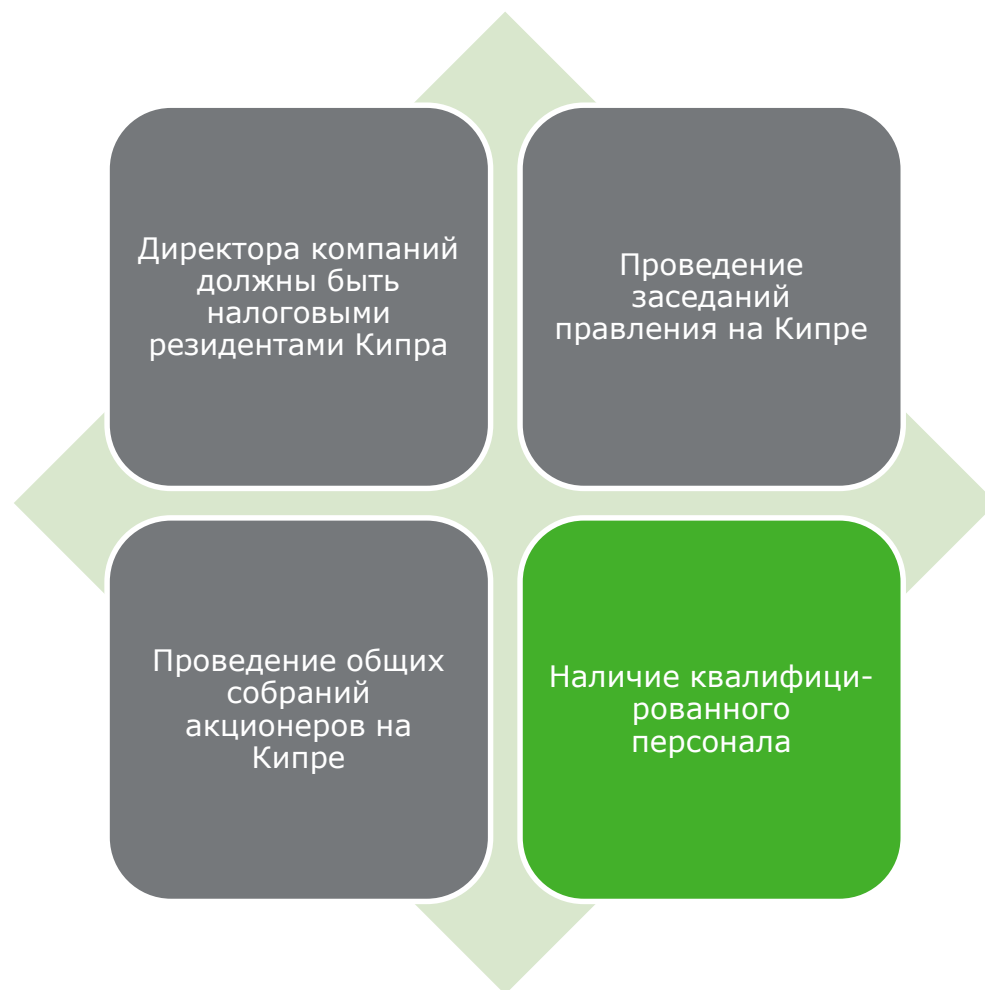 Директора компаний
должны быть
налоговыми
резидентами Кипра
Проведение
заседаний
правления на Кипре
Проведение общих
собраний
акционеров на
Кипре
Наличие квалифици-
рованного
персонала